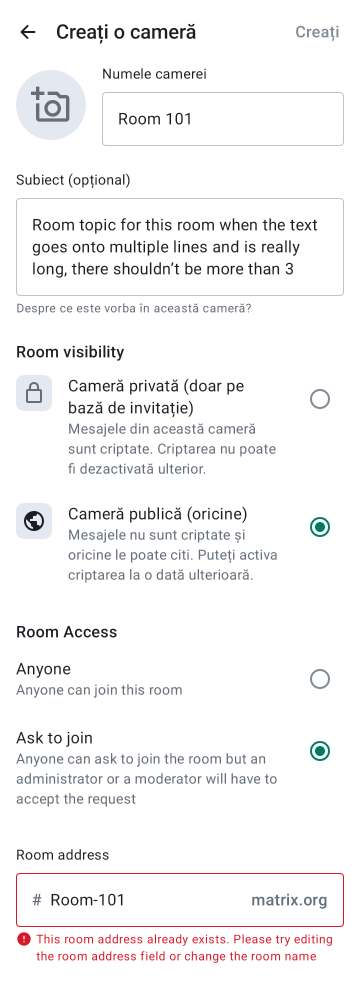 Creați o cameră
Creați
Numele camerei
Room 101
Subiect (opțional)
Room topic for this room when the text
goes onto multiple lines and is really
long, there shouldn’t be more than 3
Despre ce este vorba în această cameră?
Room visibility
Cameră privată (doar pe
bază de invitație)
Mesajele din această cameră
sunt criptate. Criptarea nu poate
fi dezactivată ulterior.
Cameră publică (oricine)
Mesajele nu sunt criptate și
oricine le poate citi. Puteți activa
criptarea la o dată ulterioară.
Room Access
Anyone
Anyone can join this room
Ask to join
Anyone can ask to join the room but an
administrator or a moderator will have to
accept the request
Room address
# Room-101 matrix.org
This room address already exists. Please try editing
the room address field or change the room name